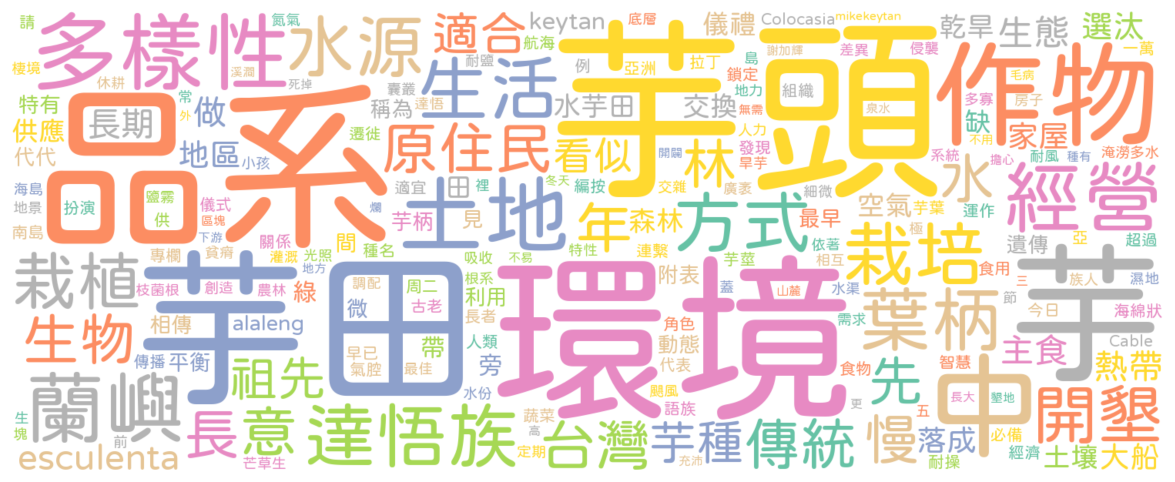 請
氮氣
多樣性
水源
適合
keytan
底層
儀禮
Colocasia
mikekeytan
乾旱
生態
選汰
一萬
棲境
休耕
溪澗
死掉
航海
耐鹽
例
亞洲
拉丁
謝加輝
差異
侵襲
芋頭
作物
品系
特有
供應
代代
長期
常
外
做
地區
小孩
生活
稱為
囊叢
達悟
遷徙
原住民
水芋田
交換
看似
林
島
鎖定
地力
無需
組織
泉水
多寡
毛病
房子
缺
家屋
不用
淹澇多水
人力
發現
旱芋
系統
擔心
耐風
種有
海島
地景
南島
扮演
鹽霧
供
儀式
區塊
下游
土地
適宜
田
裡
見
芋柄
冬天
爛
開闢
編按
交雜
廣袤
細微
年
森林
方式
最早
空氣
芋葉
運作
水
極
經營
間
專欄
貧瘠
灌溉
關係
光照
地方
種名
吸收
根系
不易
特性
連繫
芋莖
依著
相互
栽培
遺傳
亞
食用
超過
三
族人
濕地
栽植
枝菌根
創造
農林
綠
芋田
調配
微
周二
古老
利用
長者
環境
附表
蓋
山麓
水渠
需求
葉柄
節
今日
芋
海綿狀
生物
相傳
傳播
平衡
alaleng
早已
氣腔
最佳
帶
人類
旁
水份
角色
動態
代表
食物
先
智慧
五
中
主食
Cable
熱帶
長大
墾地
開墾
必備
蘭嶼
祖先
長
意
達悟族
蔬菜
高
定期
台灣
颶風
語族
充沛
芋種
傳統
更
慢
落成
耐操
經濟
土壤
大船
生
塊
前
esculenta
芒草生